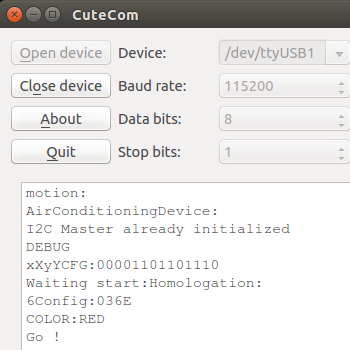 CuteCom
Open device Device: /dev/ttyUSB1
Close device Baud rate: 115200
About Data bits: 8
Quit Stop bits: 1
motion:
AirConditioningDevice:
I2C Master already initialized
DEBUG
xXyYCFG:00001101101110
Waiting start:Homologation:
6Config:036E
COLOR:RED
Go !